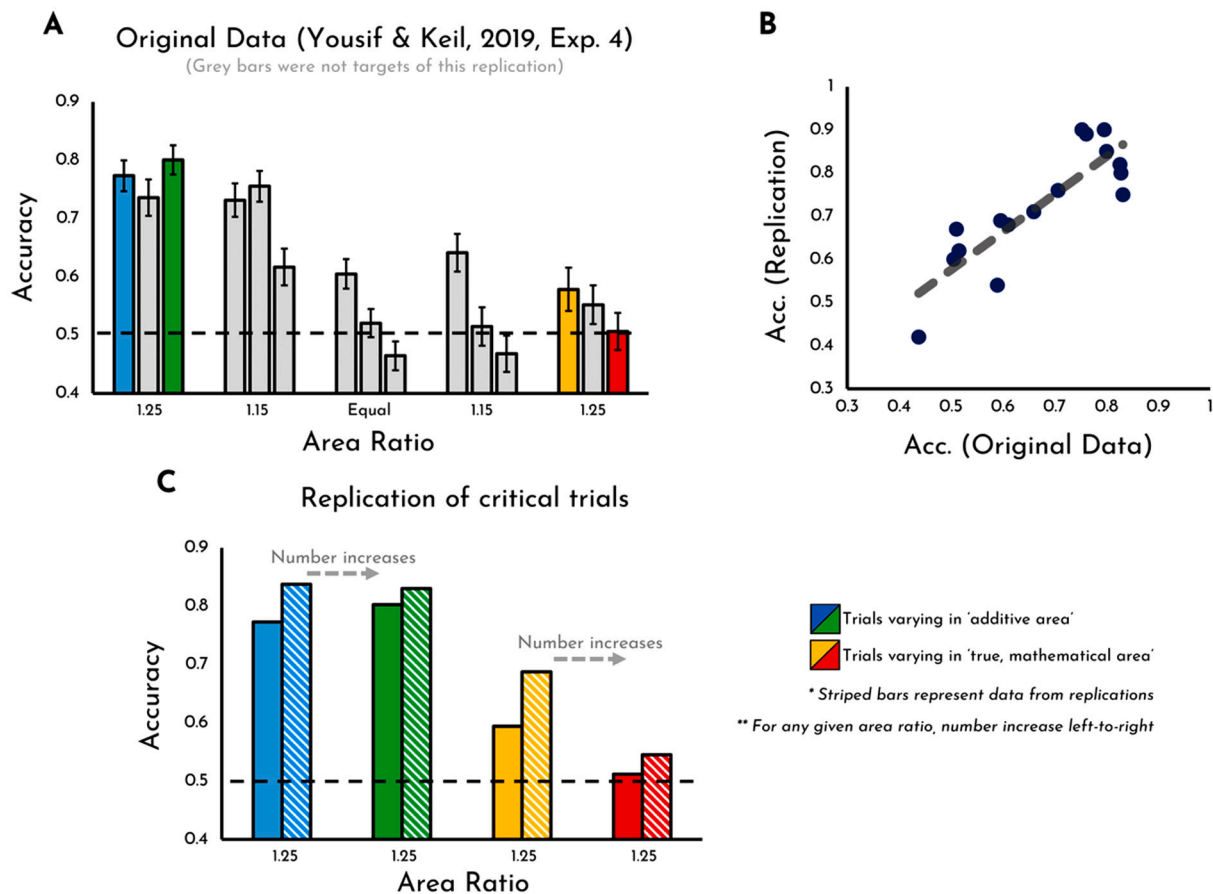 A
Original Data (Yousif & Keil, 2019, Exp. 4)
(Grey bars were not targets of this replication)
0.9
0.8
0.7
0.6
0.5
0.4
Accuracy
1.25
1.15
Equal
1.15
1.25
Area Ratio
B
1
0.9
0.8
0.7
0.6
0.5
0.4
0.3
Acc. (Replication)
0.3
0.4
0.5
0.6
0.7
0.8
0.9
1
Acc. (Original Data)
C
Replication of critical trials
0.9
0.8
0.7
0.6
0.5
0.4
Accuracy
Number increases
Number increases
1.25
1.25
1.25
1.25
Area Ratio
Trials varying in 'additive area'
Trials varying in 'true, mathematical area'
* Striped bars represent data from replications
** For any given area ratio, number increase left-to-right